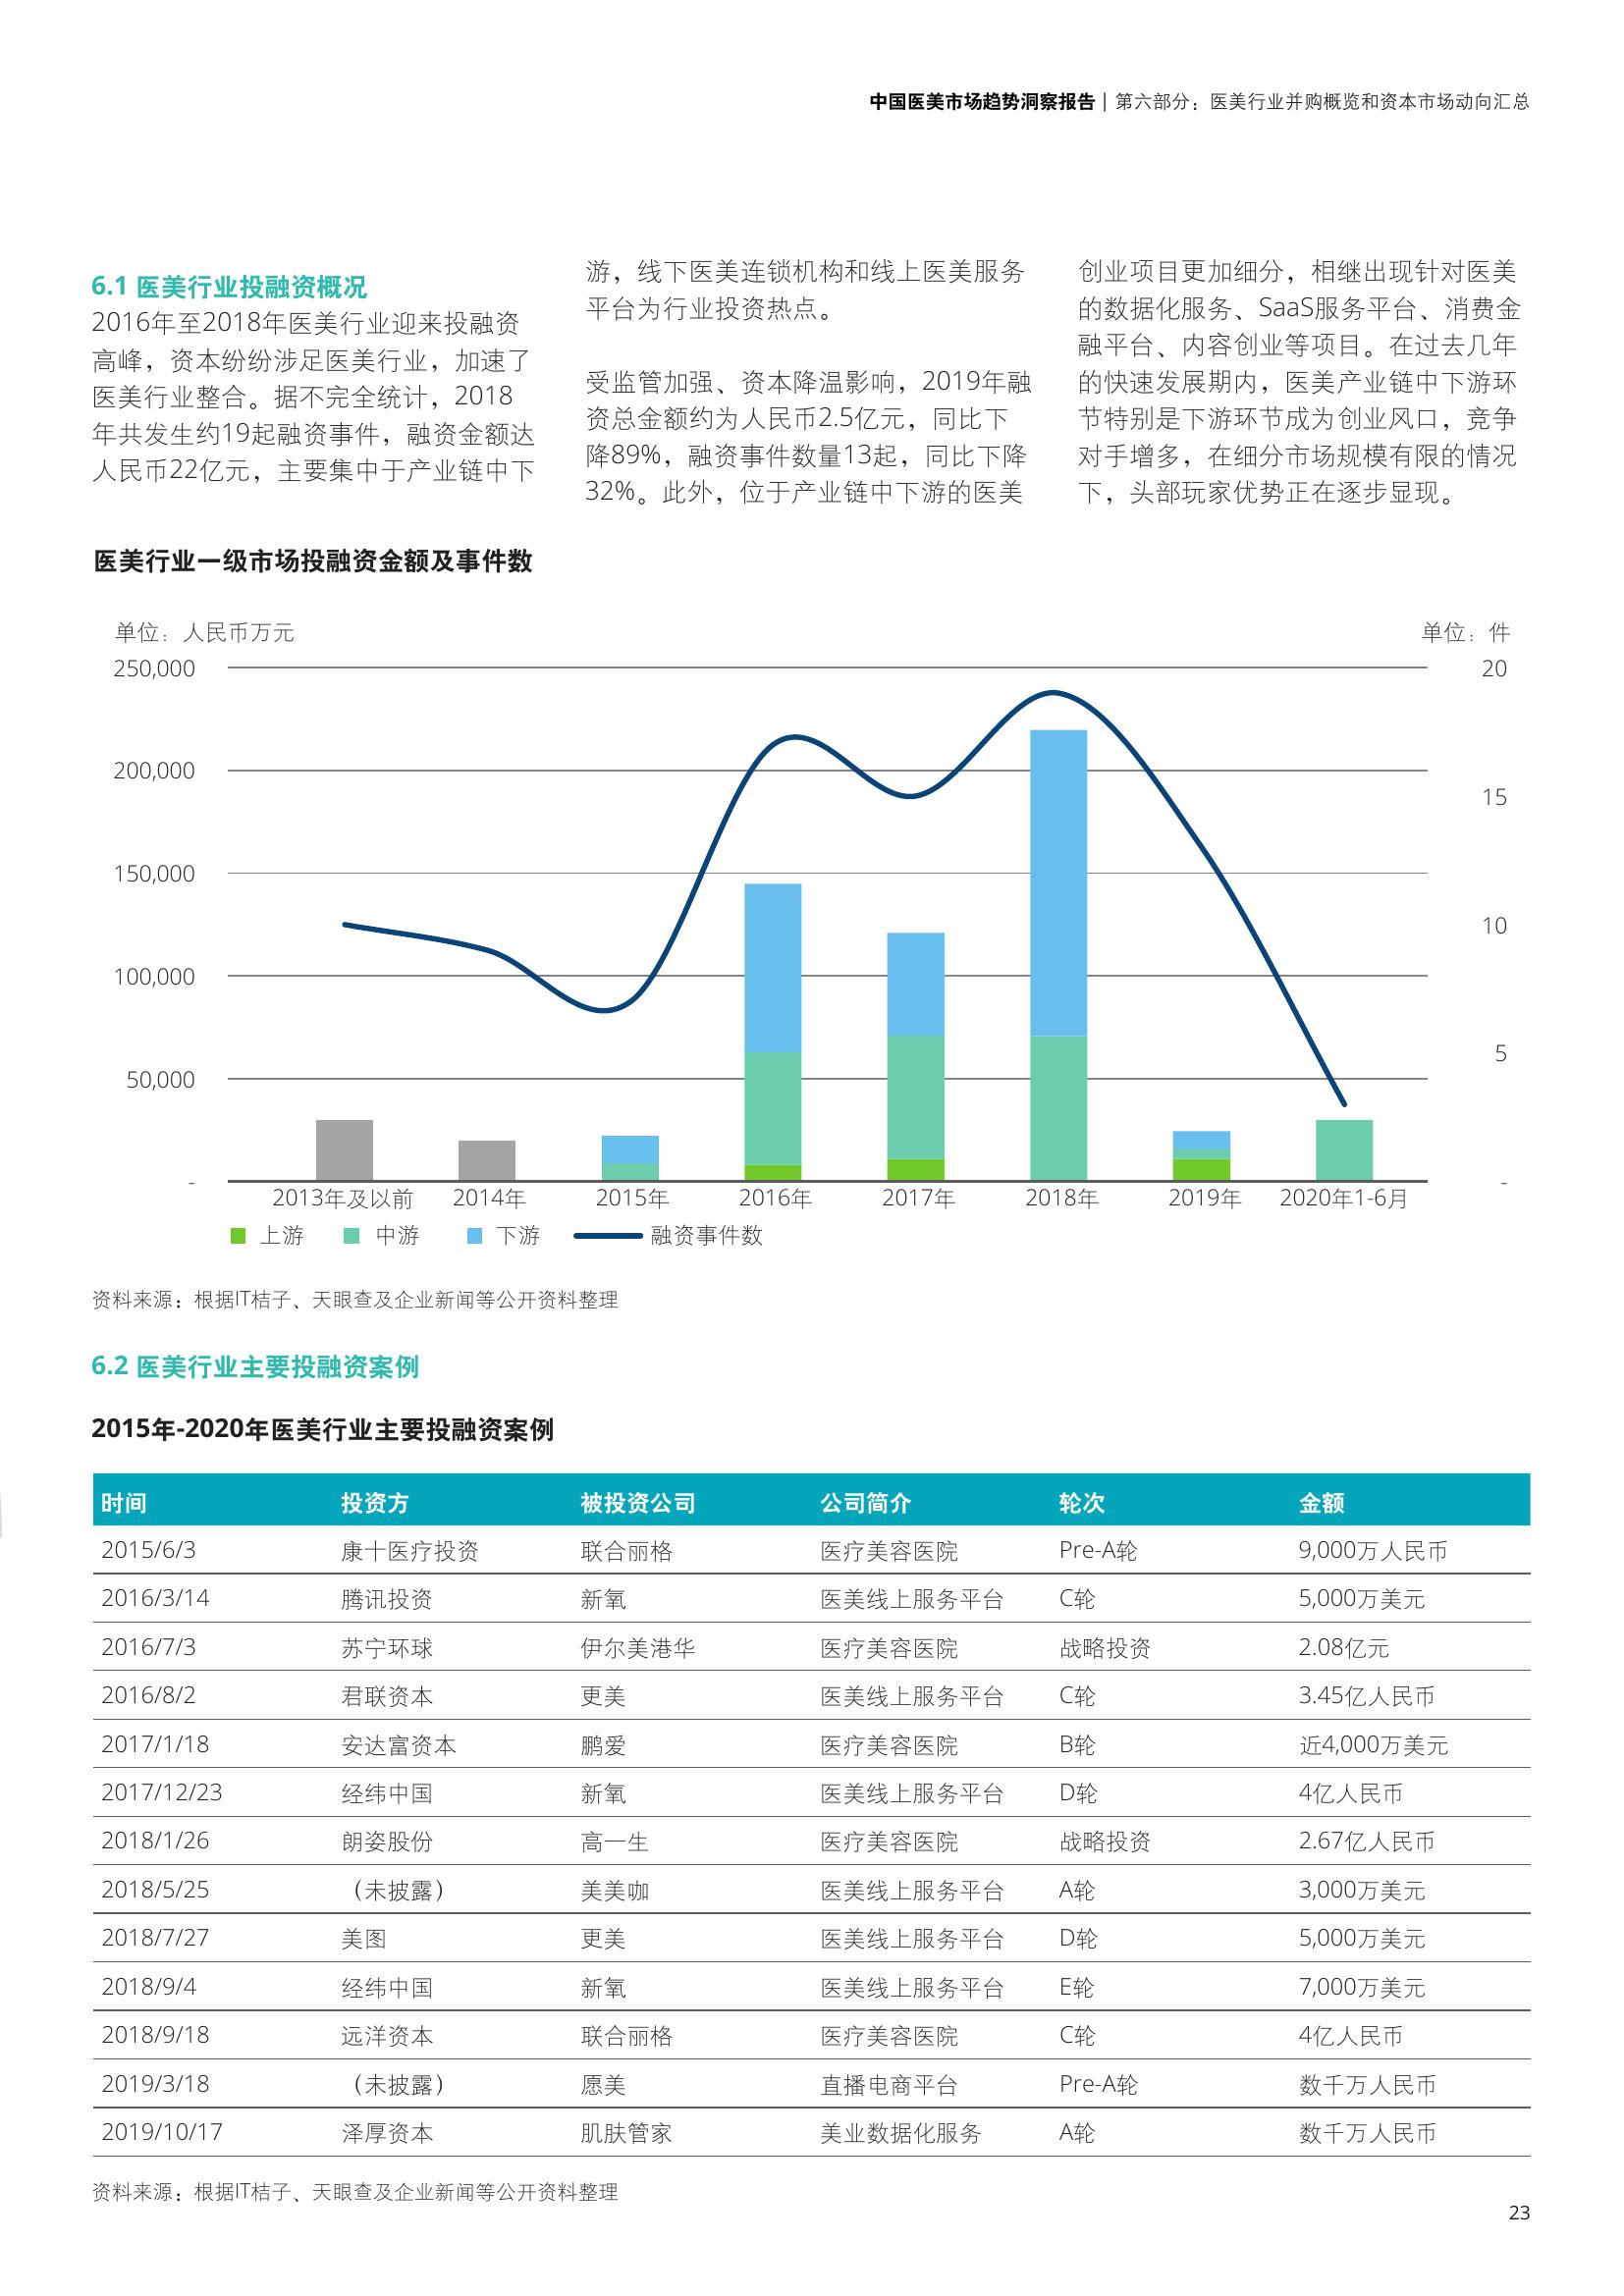 中国医美市场趋势洞察报告 | 第六部分：医美行业并购概览和资本市场动向汇总
6.1 医美行业投融资概况
2016年至2018年医美行业迎来投融资
高峰，资本纷纷涉足医美行业，加速了
医美行业整合。据不完全统计，2018
年共发生约19起融资事件，融资金额达
人民币22亿元，主要集中于产业链中下
游，线下医美连锁机构和线上医美服务
平台为行业投资热点。
受监管加强、资本降温影响，2019年融
资总金额约为人民币2.5亿元，同比下
降89%，融资事件数量13起，同比下降
32%。此外，位于产业链中下游的医美
创业项目更加细分，相继出现针对医美
的数据化服务、SaaS服务平台、消费金
融平台、内容创业等项目。在过去几年
的快速发展期内，医美产业链中下游环
节特别是下游环节成为创业风口，竞争
对手增多，在细分市场规模有限的情况
下，头部玩家优势正在逐步显现。
医美行业一级市场投融资金额及事件数
单位：人民币万元 单位：件
250,000 20
200,000
15
150,000
10
100,000
5
50,000
- -
2013年及以前 2014年 2015年 2016年 2017年 2018年 2019年 2020年1-6月
上游 中游 下游 融资事件数
资料来源：根据IT桔子、天眼查及企业新闻等公开资料整理
6.2 医美行业主要投融资案例
2015年-2020年医美行业主要投融资案例
时间 投资方 被投资公司 公司简介 轮次 金额
2015/6/3 康十医疗投资 联合丽格 医疗美容医院 Pre-A轮 9,000万人民币
2016/3/14 腾讯投资 新氧 医美线上服务平台 C轮 5,000万美元
2016/7/3 苏宁环球 伊尔美港华 医疗美容医院 战略投资 2.08亿元
2016/8/2 君联资本 更美 医美线上服务平台 C轮 3.45亿人民币
2017/1/18 安达富资本 鹏爱 医疗美容医院 B轮 近4,000万美元
2017/12/23 经纬中国 新氧 医美线上服务平台 D轮 4亿人民币
2018/1/26 朗姿股份 高一生 医疗美容医院 战略投资 2.67亿人民币
2018/5/25 （未披露） 美美咖 医美线上服务平台 A轮 3,000万美元
2018/7/27 美图 更美 医美线上服务平台 D轮 5,000万美元
2018/9/4 经纬中国 新氧 医美线上服务平台 E轮 7,000万美元
2018/9/18 远洋资本 联合丽格 医疗美容医院 C轮 4亿人民币
2019/3/18 （未披露） 愿美 直播电商平台 Pre-A轮 数千万人民币
2019/10/17 泽厚资本 肌肤管家 美业数据化服务 A轮 数千万人民币
资料来源：根据IT桔子、天眼查及企业新闻等公开资料整理
23